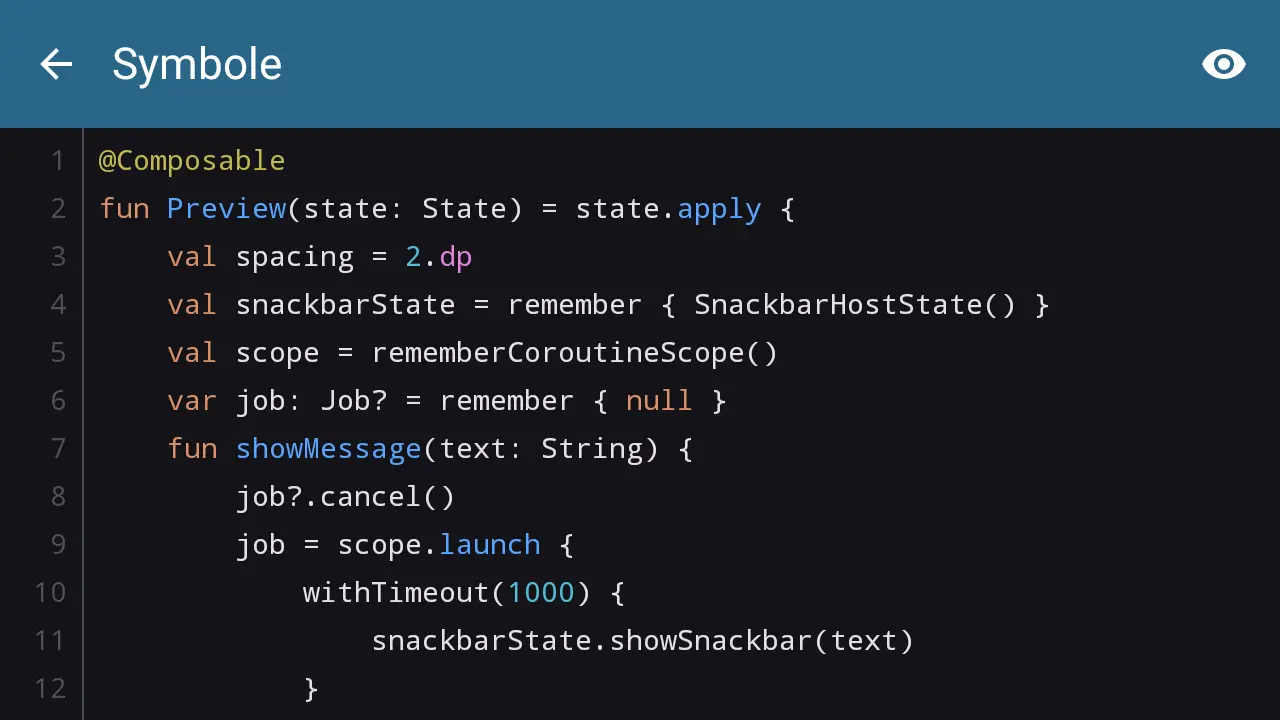 Symbole
1 @Composable
2 fun Preview(state: State) = state.apply {
3     val spacing = 2.dp
4     val snackbarState = remember { SnackbarHostState() }
5     val scope = rememberCoroutineScope()
6     var job: Job? = remember { null }
7     fun showMessage(text: String) {
8         job?.cancel()
9         job = scope.launch {
10             withTimeout(1000) {
11                 snackbarState.showSnackbar(text)
12             }